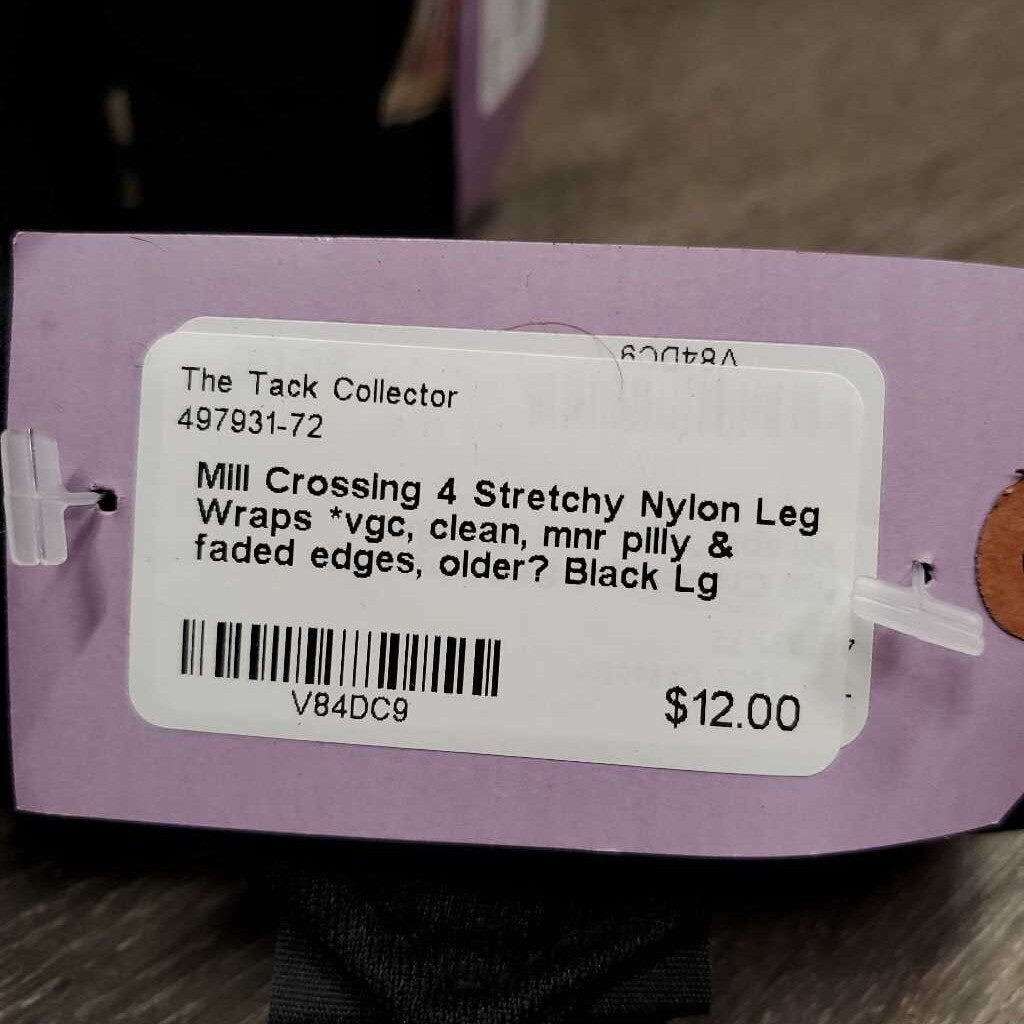 V84DC9
The Tack Collector
497931-72
Mill Crossing 4 Stretchy Nylon Leg
Wraps *vgc, clean, mnr pilly &
faded edges, older? Black Lg
V84DC9
$12.00